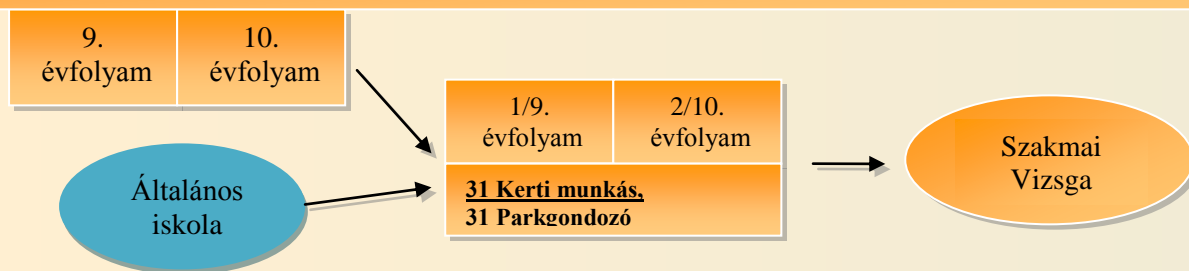 9.
évfolyam
10.
évfolyam
1/9.
évfolyam
2/10.
évfolyam
Általános
iskola
31 Kerti munkás,
31 Parkgondozó
Szakmai
Vizsga